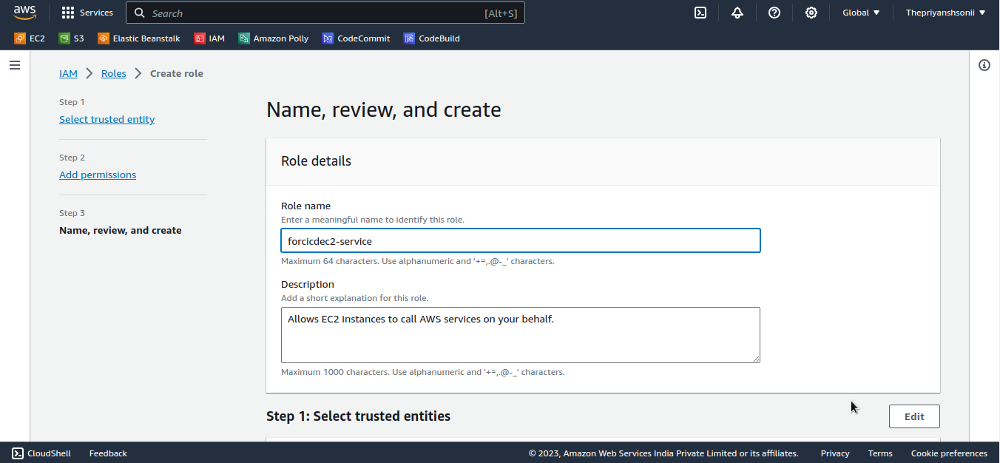 aws Services Search [Alt+S] Global Thepriyanshsonii
EC2 S3 Elastic Beanstalk IAM Amazon Polly CodeCommit CodeBuild
IAM Roles Create role
Step 1
Select trusted entity
Step 2
Add permissions
Step 3
Name, review, and create
Name, review, and create
Role details
Role name
Enter a meaningful name to identify this role.
forcicdec2-service
Maximum 64 characters. Use alphanumeric and '+=,.@-_' characters.
Description
Add a short explanation for this role.
Allows EC2 instances to call AWS services on your behalf.
Maximum 1000 characters. Use alphanumeric and '+=,.@-_' characters.
Step 1: Select trusted entities Edit
CloudShell Feedback © 2023, Amazon Web Services India Private Limited or its affiliates. Privacy Terms Cookie preferences